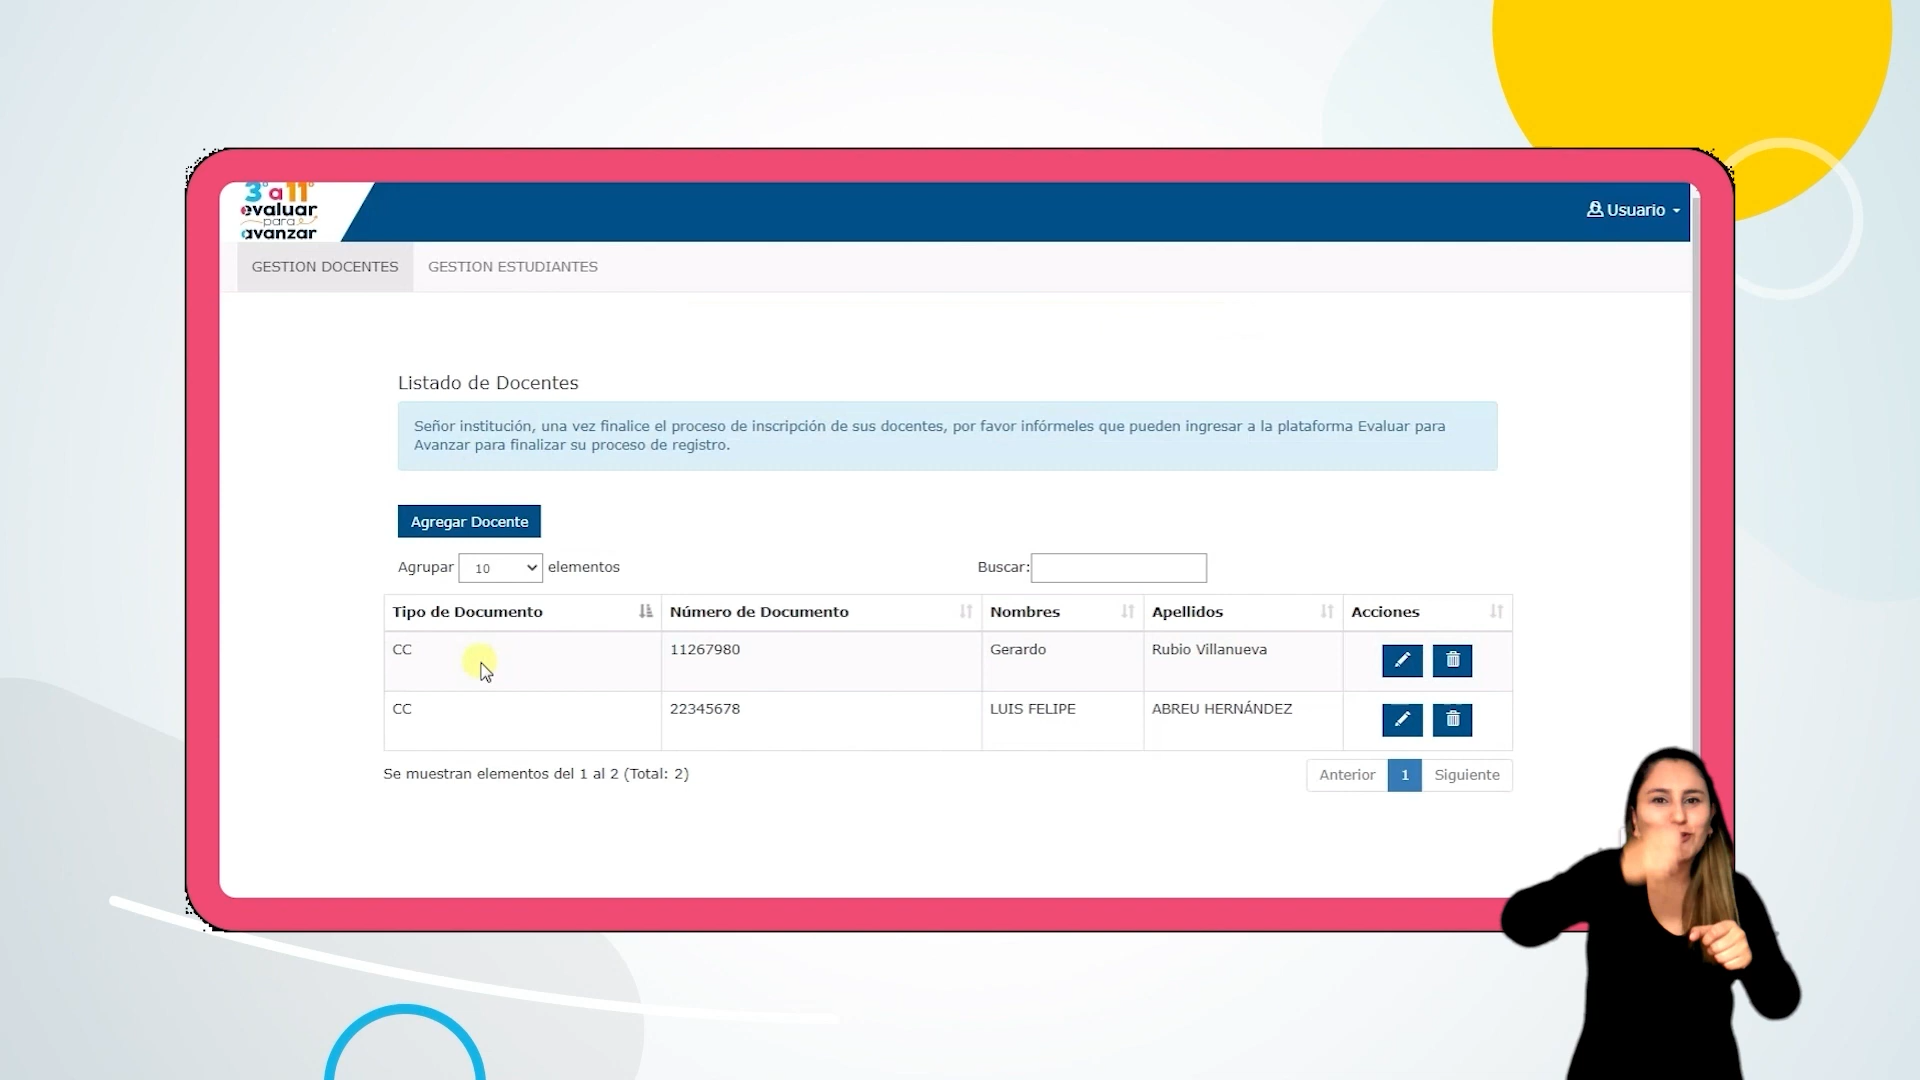 3° a 11°
evaluar
para
avanzar
Usuario
GESTION DOCENTES GESTION ESTUDIANTES
Listado de Docentes
Señor institución, una vez finalice el proceso de inscripción de sus docentes, por favor infórmeles que pueden ingresar a la plataforma Evaluar para
Avanzar para finalizar su proceso de registro.
Agregar Docente
Agrupar 10 elementos Buscar:
Tipo de Documento Número de Documento Nombres Apellidos Acciones
CC 11267980 Gerardo Rubio Villanueva
CC 22345678 LUIS FELIPE ABREU HERNÁNDEZ
Se muestran elementos del 1 al 2 (Total: 2) Anterior 1 Siguiente